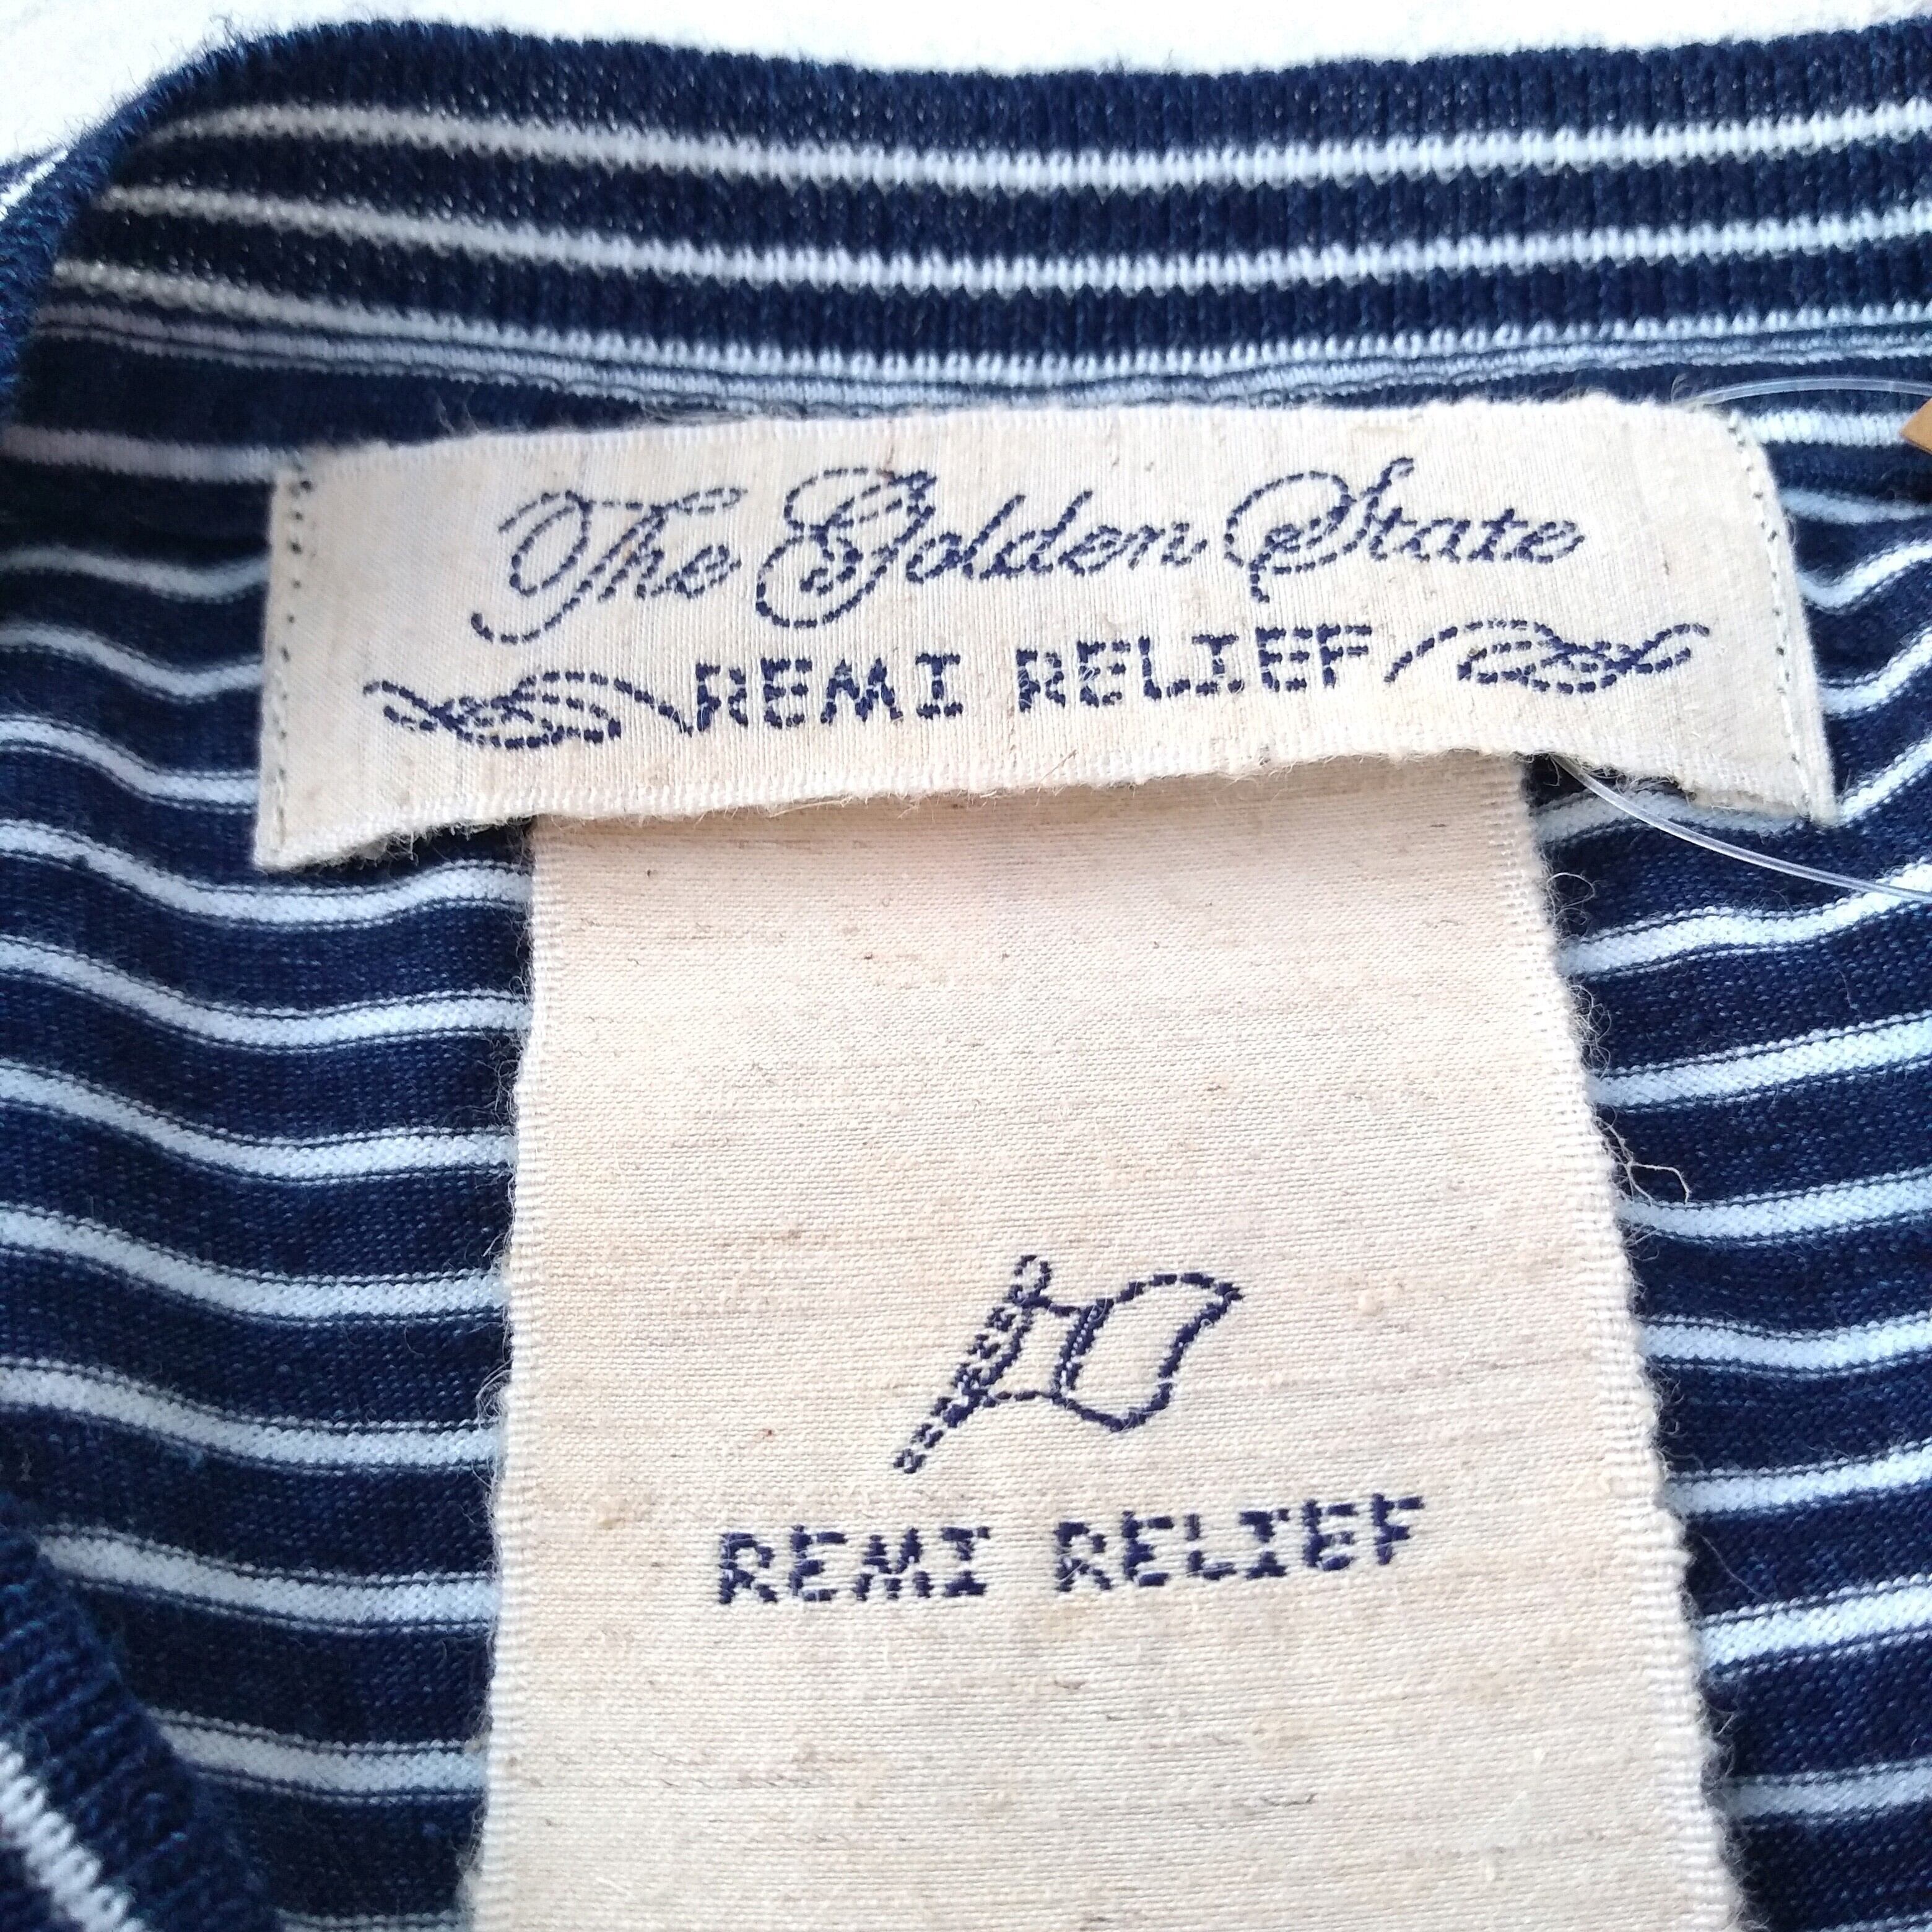 The Golden State
REMI RELIEF
REMI RELIEF